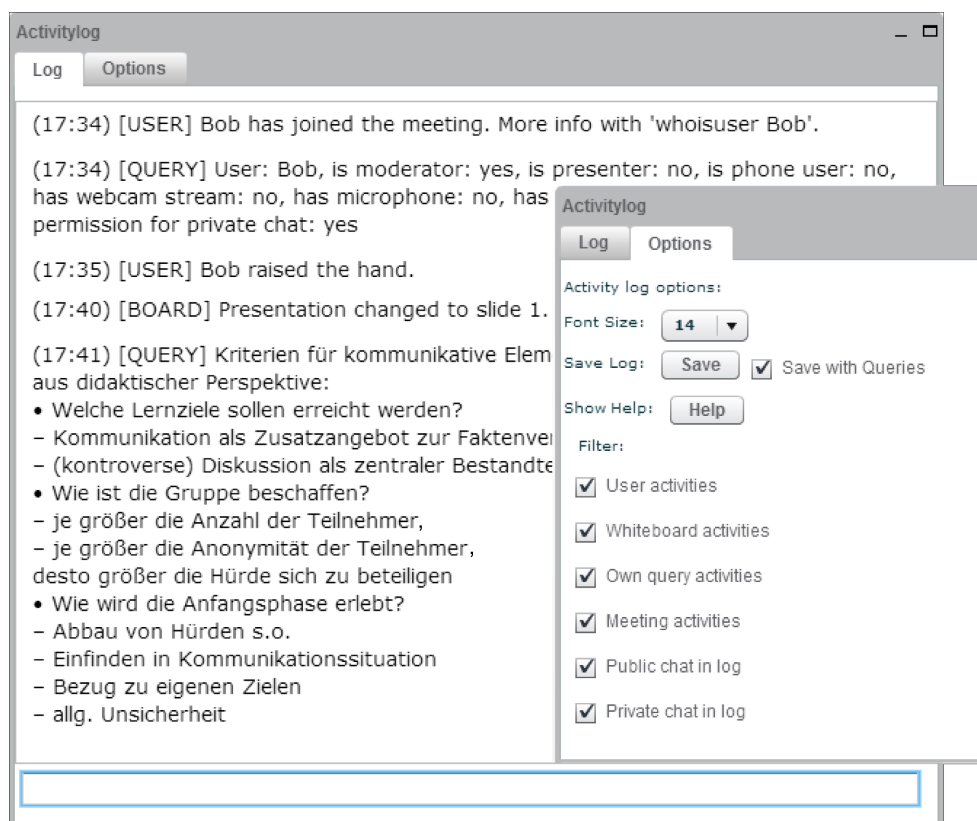 Activitylog
Log Options
(17:34) [USER] Bob has joined the meeting. More info with 'whoisuser Bob'.
(17:34) [QUERY] User: Bob, is moderator: yes, is presenter: no, is phone user: no,
has webcam stream: no, has microphone: no, has
permission for private chat: yes
(17:35) [USER] Bob raised the hand.
(17:40) [BOARD] Presentation changed to slide 1.
(17:41) [QUERY] Kriterien für kommunikative Elem
aus didaktischer Perspektive:
• Welche Lernziele sollen erreicht werden?
– Kommunikation als Zusatzangebot zur Faktenver
– (kontroverse) Diskussion als zentraler Bestandte
• Wie ist die Gruppe beschaffen?
– je größer die Anzahl der Teilnehmer,
– je größer die Anonymität der Teilnehmer,
desto größer die Hürde sich zu beteiligen
• Wie wird die Anfangsphase erlebt?
– Abbau von Hürden s.o.
– Einfinden in Kommunikationssituation
– Bezug zu eigenen Zielen
– allg. Unsicherheit
Activitylog
Log Options
Activity log options:
Font Size: 14
Save Log: Save Save with Queries
Show Help: Help
Filter:
User activities
Whiteboard activities
Own query activities
Meeting activities
Public chat in log
Private chat in log